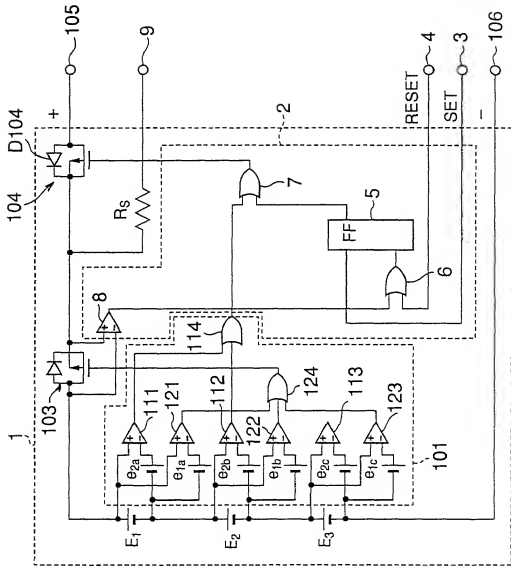 1
103
104
D104
+
105
RS
9
8
2
114
7
111
e2a
121
e1a
E1
112
e2b
122
e1b
E2
124
113
e2c
123
e1c
E3
101
FF
5
6
RESET
4
SET
3
−
106
+
−
+
−
+
−
+
−
+
−
+
−
+
−